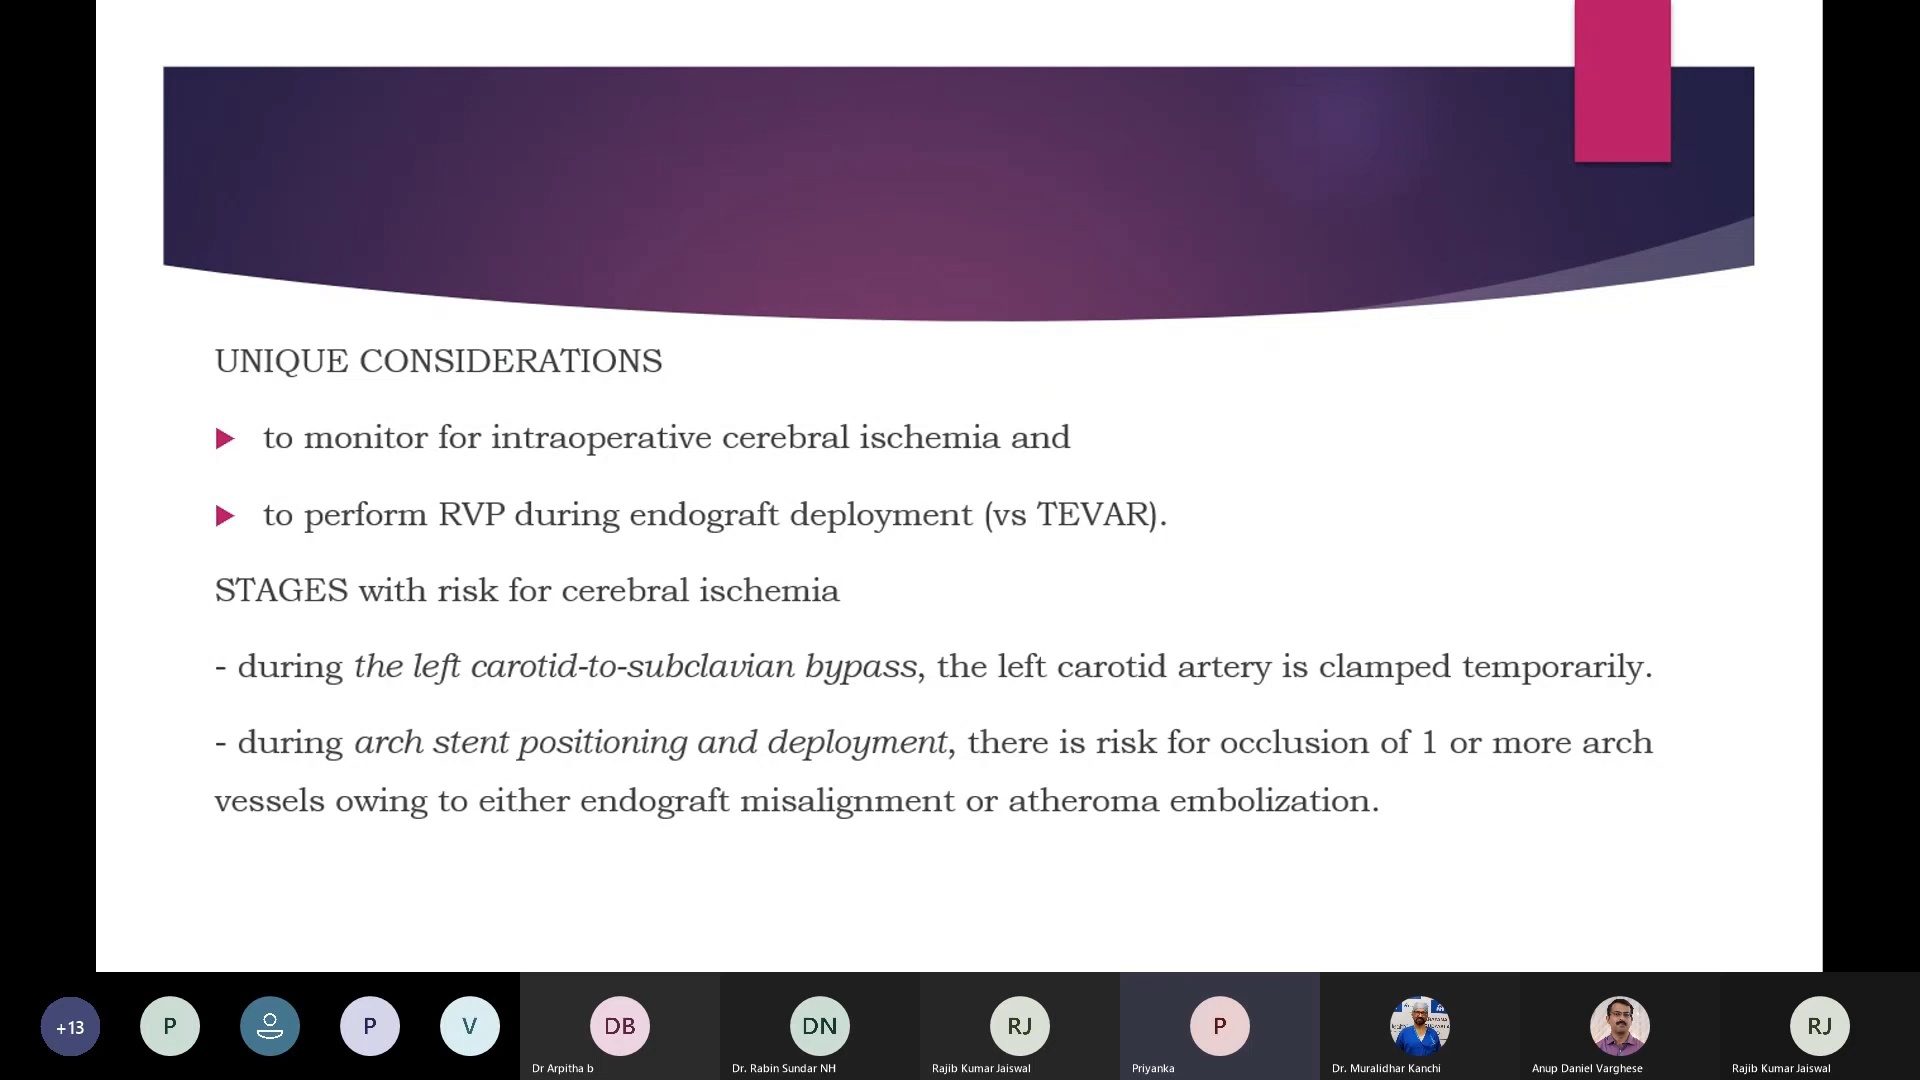 UNIQUE CONSIDERATIONS
to monitor for intraoperative cerebral ischemia and
to perform RVP during endograft deployment (vs TEVAR).
STAGES with risk for cerebral ischemia
- during the left carotid-to-subclavian bypass, the left carotid artery is clamped temporarily.
- during arch stent positioning and deployment, there is risk for occlusion of 1 or more arch
vessels owing to either endograft misalignment or atheroma embolization.
+13
P
P
V
DB
DN
RJ
P
RJ
Dr Arpitha b
Dr. Rabin Sundar NH
Rajib Kumar Jaiswal
Priyanka
Dr. Muralidhar Kanchi
Anup Daniel Varghese
Rajib Kumar Jaiswal